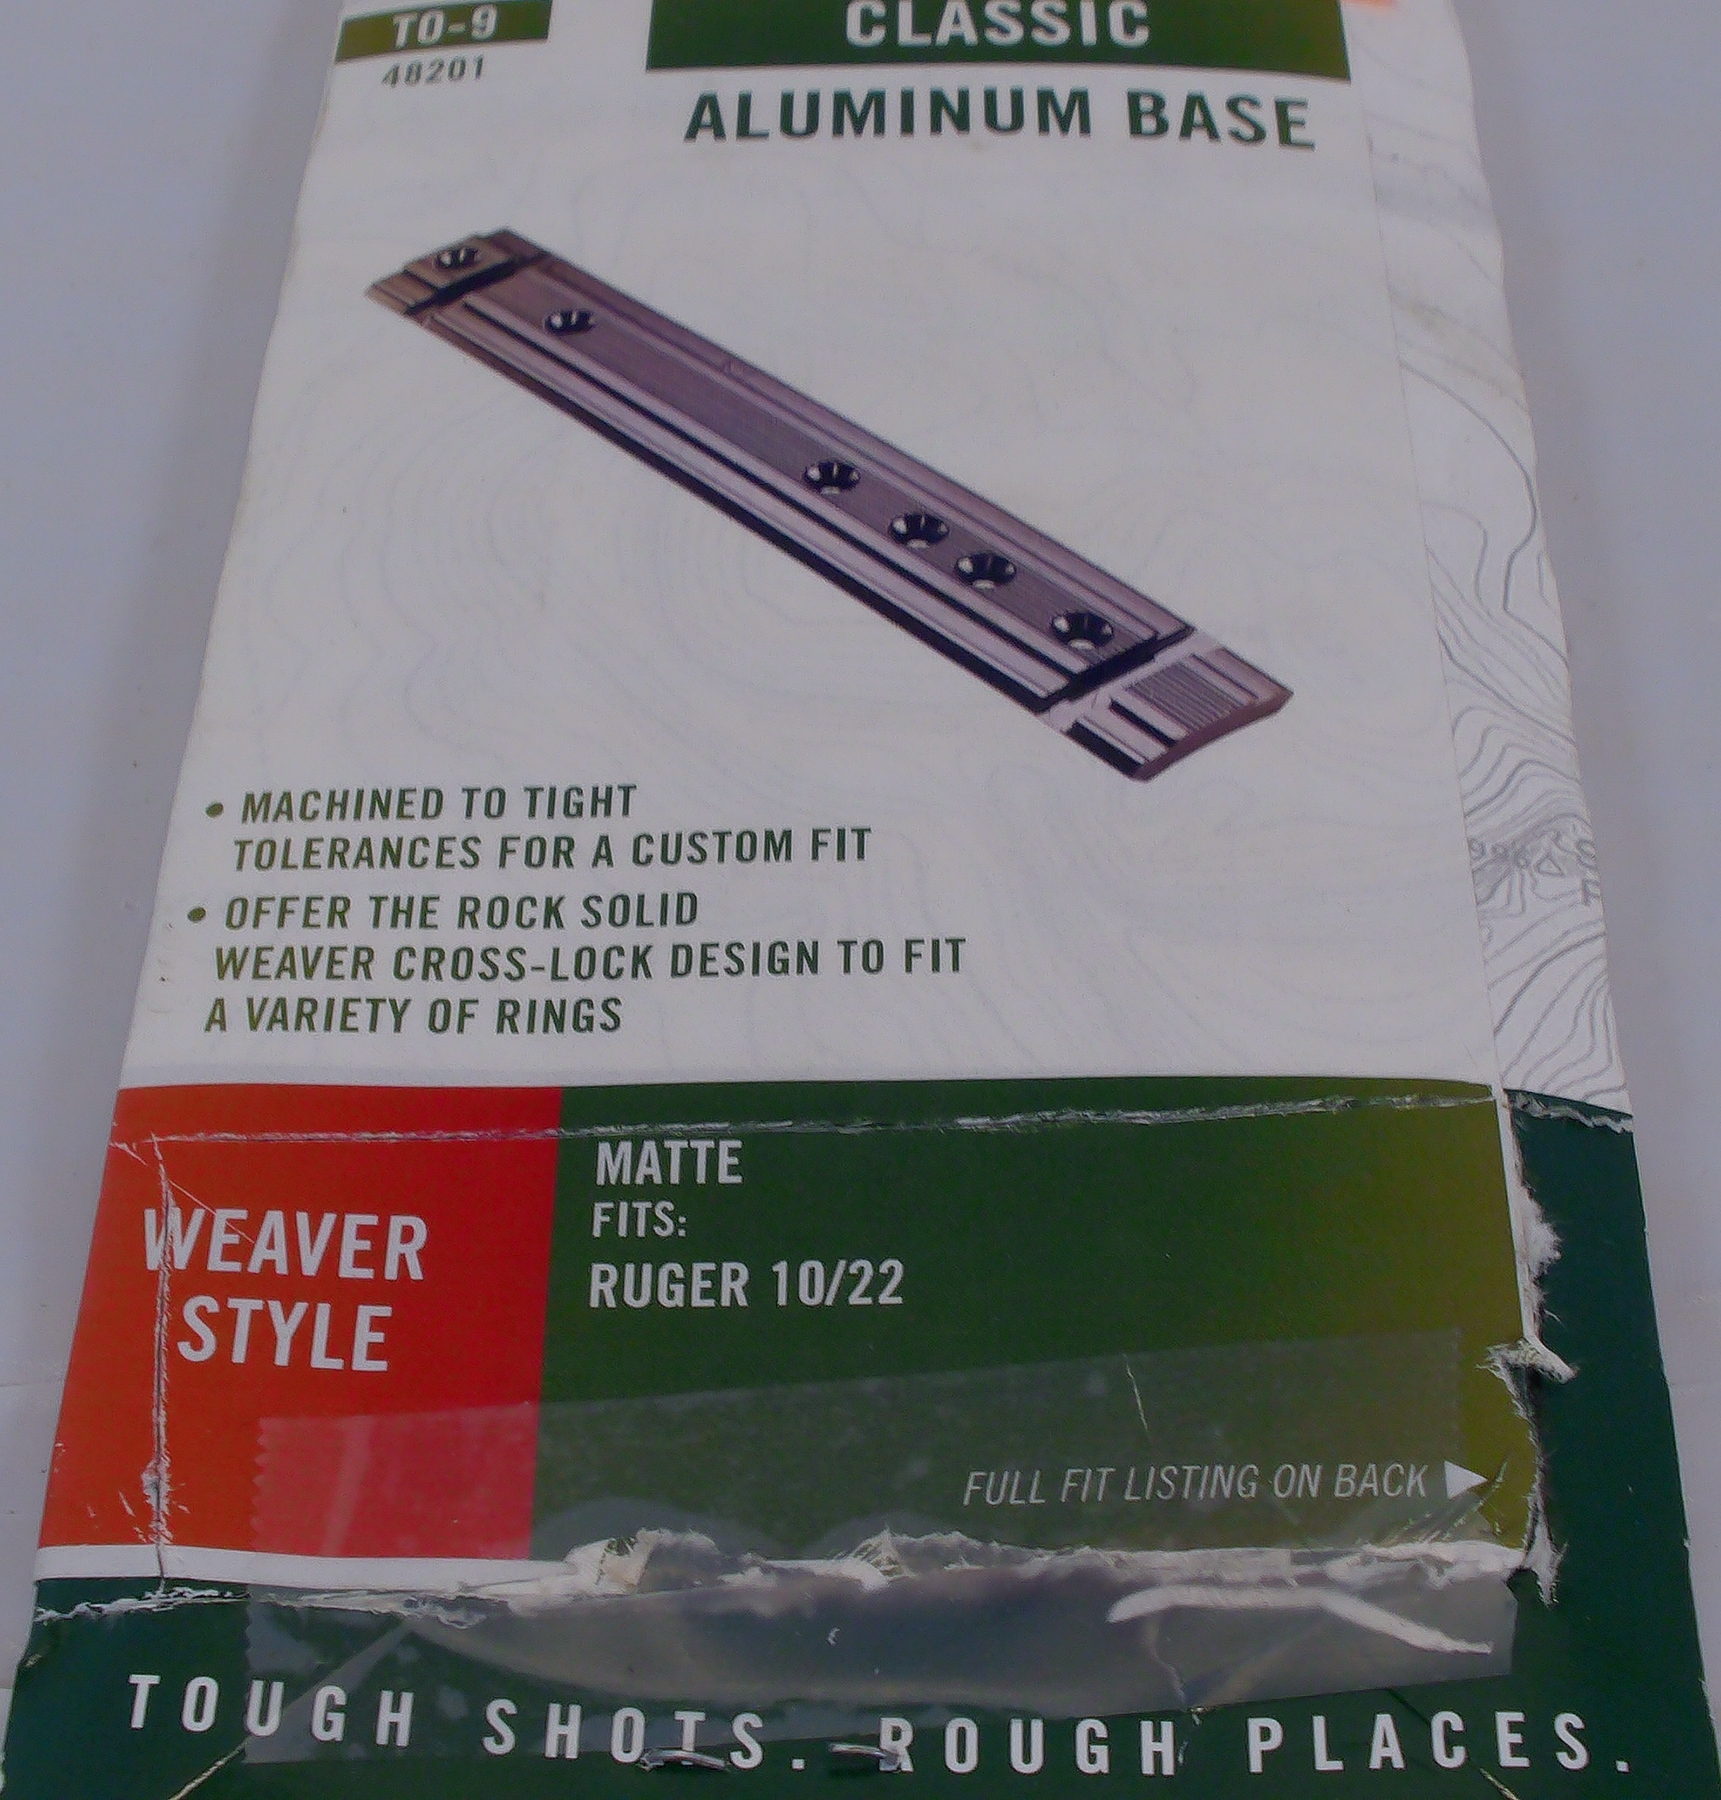 TO-9
48201
CLASSIC
ALUMINUM BASE
• MACHINED TO TIGHT
TOLERANCES FOR A CUSTOM FIT
• OFFER THE ROCK SOLID
WEAVER CROSS-LOCK DESIGN TO FIT
A VARIETY OF RINGS
WEAVER
STYLE
MATTE
FITS:
RUGER 10/22
FULL FIT LISTING ON BACK
TOUGH SHOTS. ROUGH PLACES.